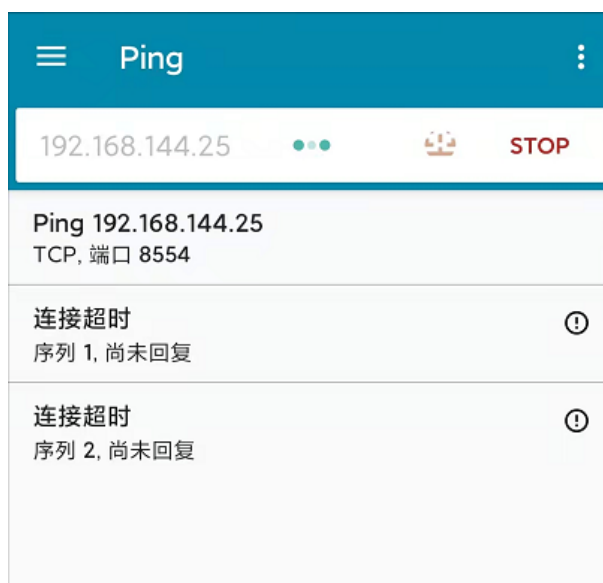 Ping
192.168.144.25
STOP
Ping 192.168.144.25
TCP, 端口 8554
连接超时
序列 1, 尚未回复
连接超时
序列 2, 尚未回复